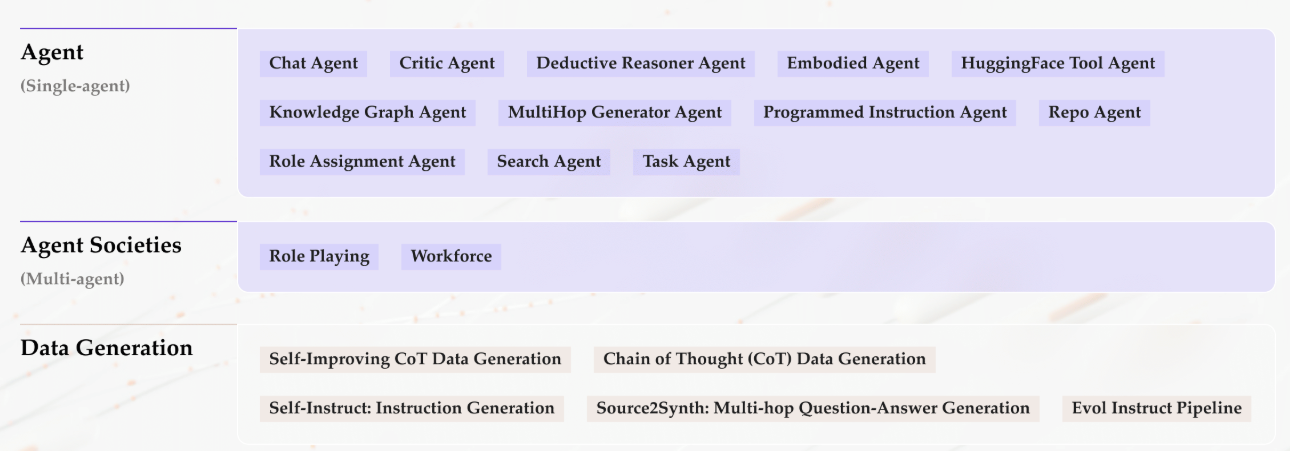 Agent
(Single-agent)
Chat Agent Critic Agent Deductive Reasoner Agent Embodied Agent HuggingFace Tool Agent
Knowledge Graph Agent MultiHop Generator Agent Programmed Instruction Agent Repo Agent
Role Assignment Agent Search Agent Task Agent
Agent Societies
(Multi-agent)
Role Playing Workforce
Data Generation
Self-Improving CoT Data Generation Chain of Thought (CoT) Data Generation
Self-Instruct: Instruction Generation Source2Synth: Multi-hop Question-Answer Generation Evol Instruct Pipeline